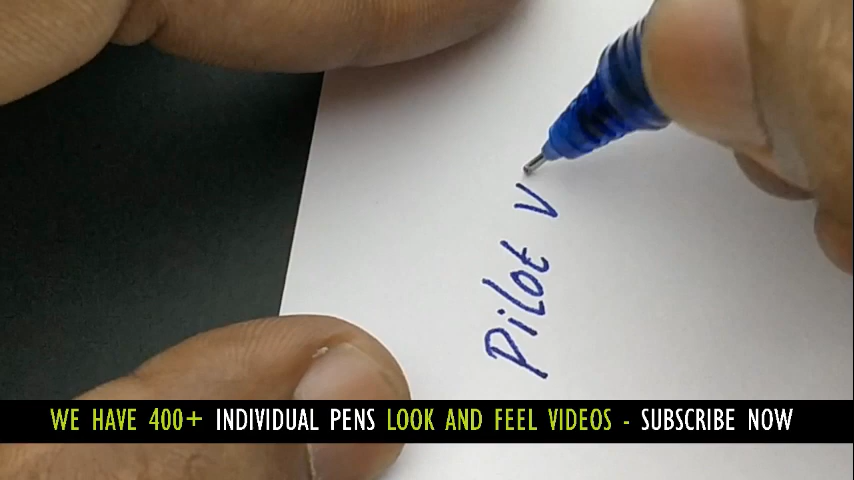 Pilot V
WE HAVE 400+ INDIVIDUAL PENS LOOK AND FEEL VIDEOS - SUBSCRIBE NOW